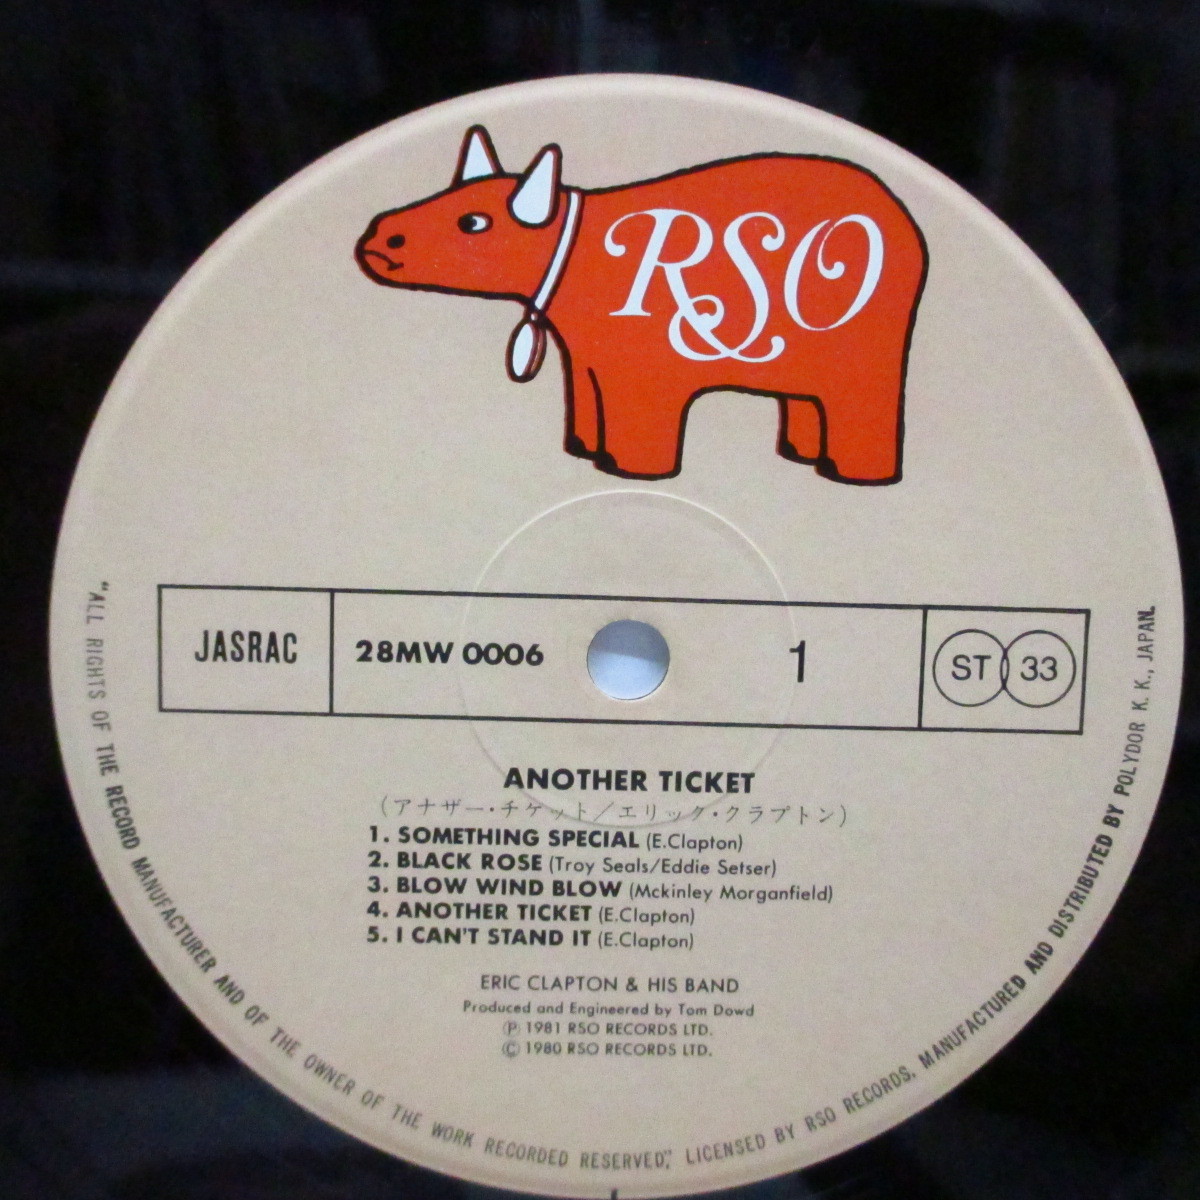 RSO
JASRAC
28MW 0006
1
ST 33
ANOTHER TICKET
(アナザー・チケット／エリック・クラプトン)
1. SOMETHING SPECIAL (E.Clapton)
2. BLACK ROSE (Troy Seals/Eddie Setser)
3. BLOW WIND BLOW (Mckinley Morganfield)
4. ANOTHER TICKET (E.Clapton)
5. I CAN'T STAND IT (E.Clapton)
ERIC CLAPTON & HIS BAND
Produced and Engineered by Tom Dowd
Ⓟ 1981 RSO RECORDS LTD.
Ⓒ 1980 RSO RECORDS LTD.
"ALL RIGHTS OF THE RECORD MANUFACTURER AND OF THE OWNER OF THE WORK RECORDED RESERVED", LICENSED BY RSO RECORDS. MANUFACTURED AND DISTRIBUTED BY POLYDOR K. K., JAPAN.